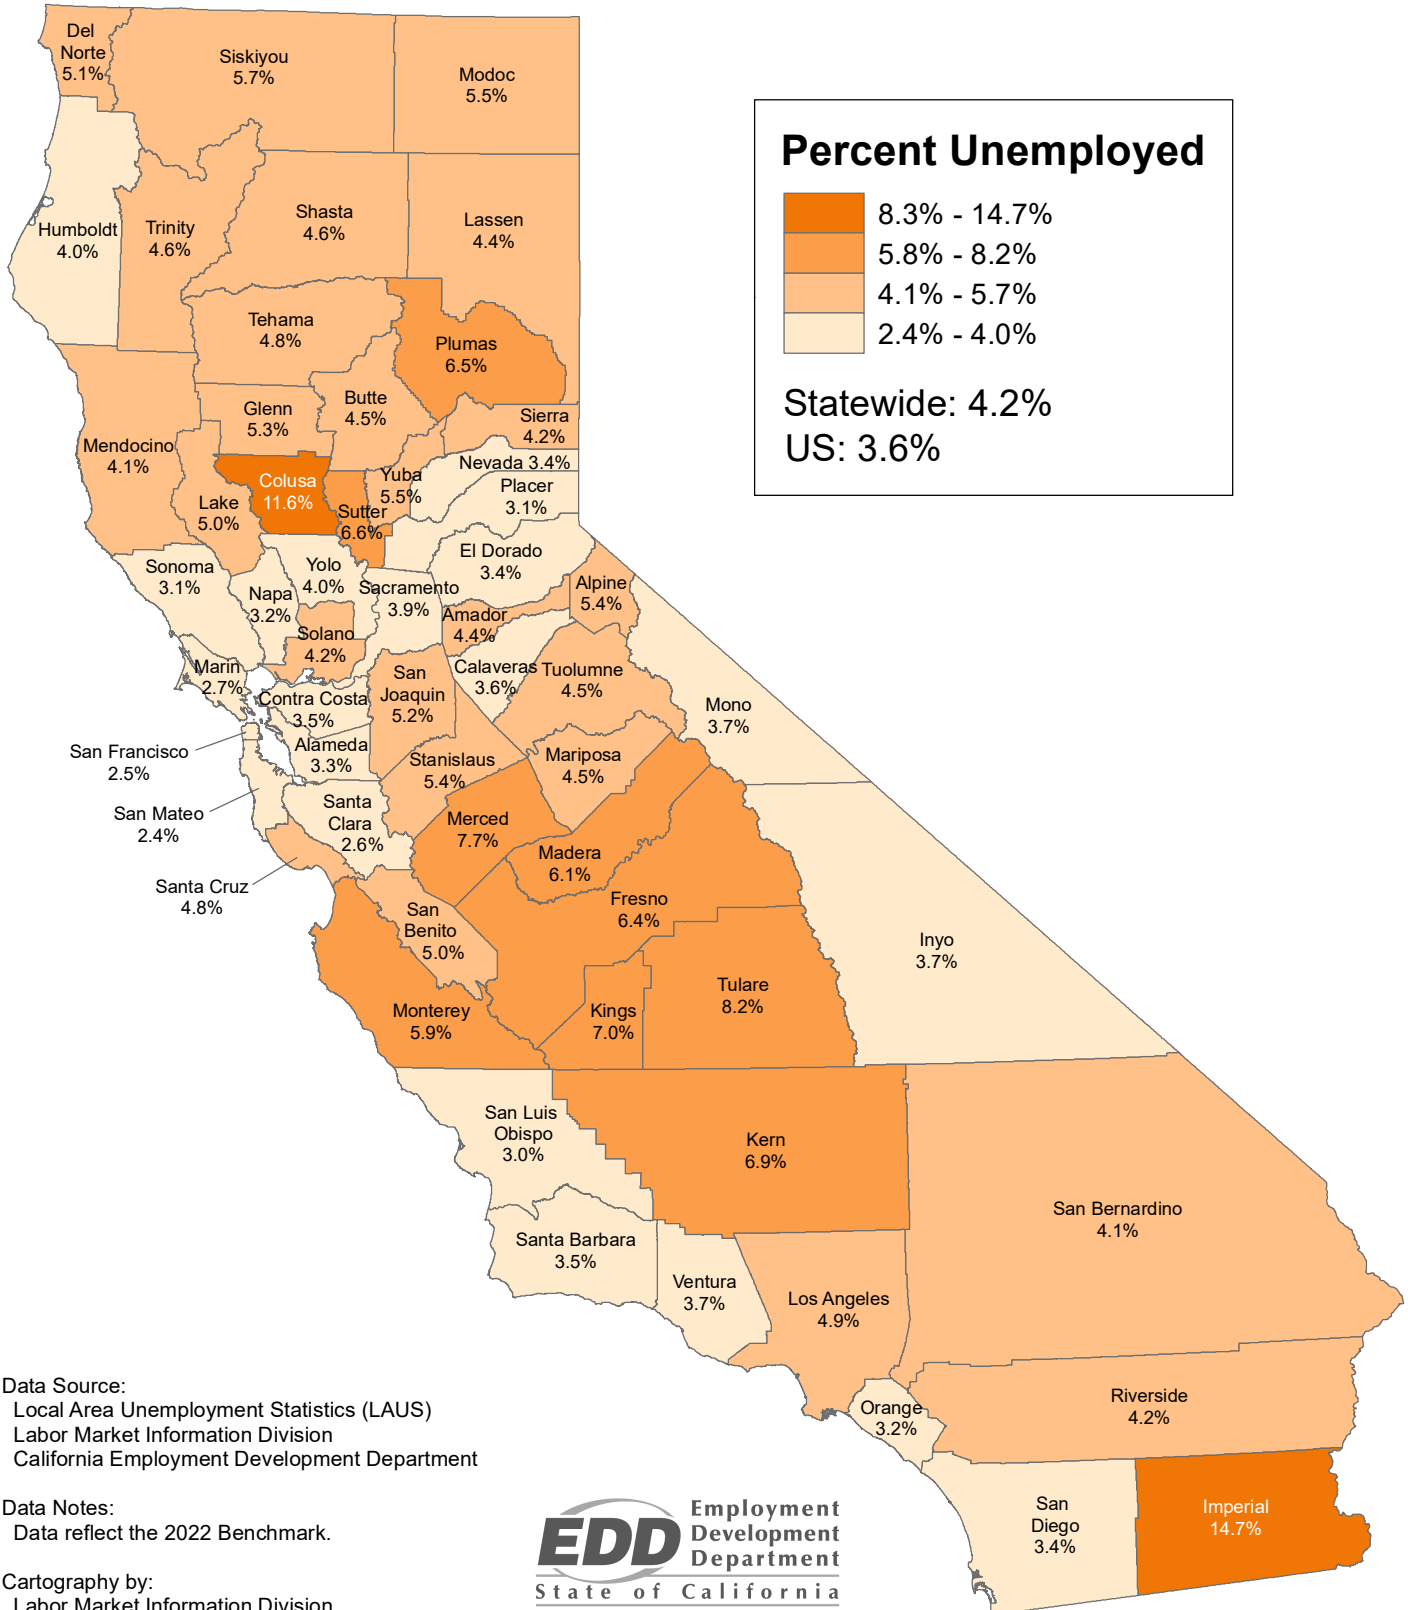 Del
Norte
5.1%
Siskiyou
5.7%
Modoc
5.5%
Percent Unemployed
8.3% - 14.7%
5.8% - 8.2%
4.1% - 5.7%
2.4% - 4.0%
Statewide: 4.2%
US: 3.6%
Humboldt
4.0%
Trinity
4.6%
Shasta
4.6%
Lassen
4.4%
Tehama
4.8%
Plumas
6.5%
Mendocino
4.1%
Glenn
5.3%
Butte
4.5%
Sierra
4.2%
Nevada 3.4%
Placer
3.1%
Lake
5.0%
Colusa
11.6%
Sutter
6.6%
Yuba
5.5%
El Dorado
3.4%
Sonoma
3.1%
Napa
3.2%
Yolo
4.0%
Sacramento
3.9%
Amador
4.4%
Alpine
5.4%
Solano
4.2%
Marin
2.7%
Contra Costa
3.5%
San
Joaquin
5.2%
Calaveras
3.6%
Tuolumne
4.5%
Mono
3.7%
San Francisco
2.5%
Alameda
3.3%
Stanislaus
5.4%
Mariposa
4.5%
San Mateo
2.4%
Santa
Clara
2.6%
Merced
7.7%
Madera
6.1%
Santa Cruz
4.8%
San
Benito
5.0%
Fresno
6.4%
Inyo
3.7%
Monterey
5.9%
Kings
7.0%
Tulare
8.2%
San Luis
Obispo
3.0%
Kern
6.9%
San Bernardino
4.1%
Santa Barbara
3.5%
Ventura
3.7%
Los Angeles
4.9%
Orange
3.2%
Riverside
4.2%
San
Diego
3.4%
Imperial
14.7%
Data Source:
Local Area Unemployment Statistics (LAUS)
Labor Market Information Division
California Employment Development Department
Data Notes:
Data reflect the 2022 Benchmark.
Cartography by:
Labor Market Information Division
EDD
Employment
Development
Department
State of California